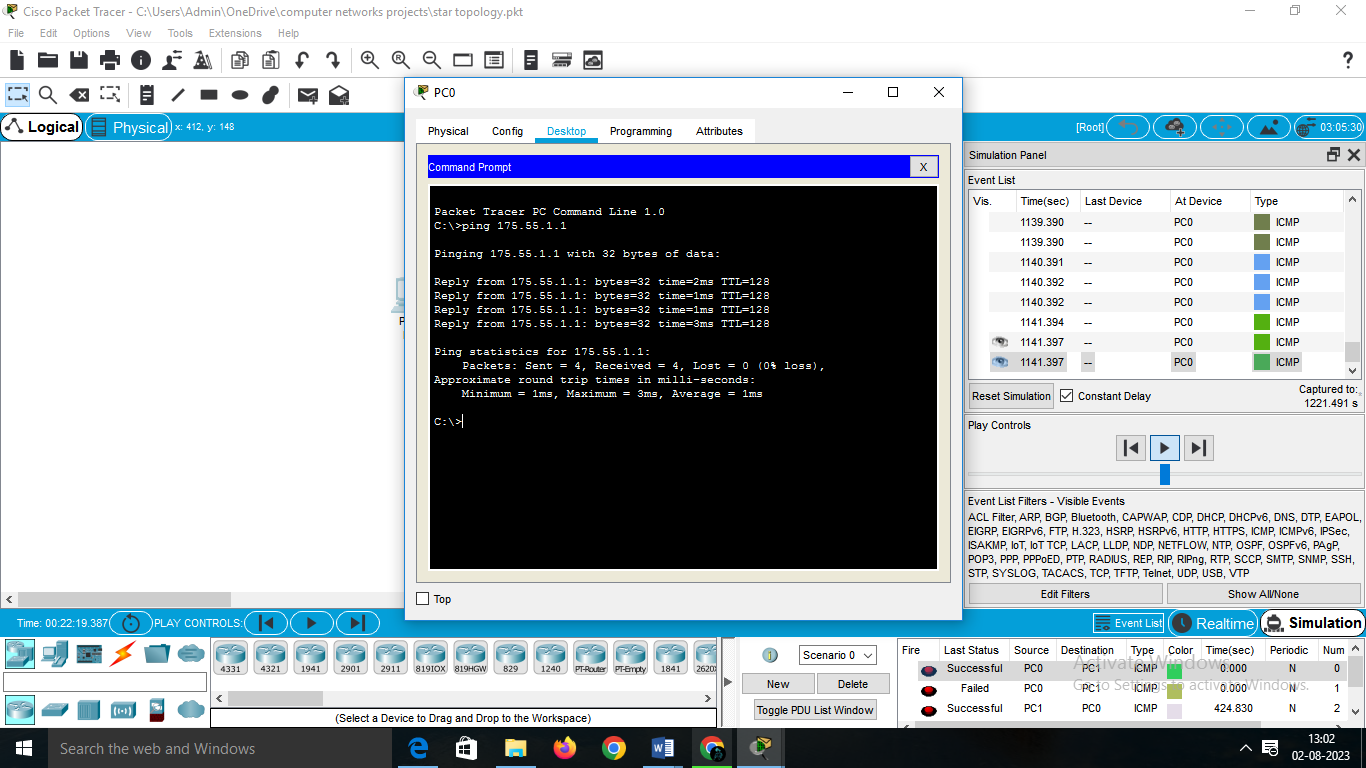 Cisco Packet Tracer - C:\Users\Admin\OneDrive\computer networks projects\star topology.pkt
File Edit Options View Tools Extensions Help
Logical Physical x: 412, y: 148
[Root] 03:05:30
PC0
Physical Config Desktop Programming Attributes
Command Prompt X
Packet Tracer PC Command Line 1.0
C:\>ping 175.55.1.1
Pinging 175.55.1.1 with 32 bytes of data:
Reply from 175.55.1.1: bytes=32 time=2ms TTL=128
Reply from 175.55.1.1: bytes=32 time=1ms TTL=128
Reply from 175.55.1.1: bytes=32 time=1ms TTL=128
Reply from 175.55.1.1: bytes=32 time=3ms TTL=128
Ping statistics for 175.55.1.1:
Packets: Sent = 4, Received = 4, Lost = 0 (0% loss),
Approximate round trip times in milli-seconds:
Minimum = 1ms, Maximum = 3ms, Average = 1ms
C:\>
Top
Simulation Panel
Event List
Vis. Time(sec) Last Device At Device Type
1139.390 -- PC0 ICMP
1139.390 -- PC0 ICMP
1140.391 -- PC0 ICMP
1140.392 -- PC0 ICMP
1140.392 -- PC0 ICMP
1141.394 -- PC0 ICMP
1141.397 -- PC0 ICMP
1141.397 -- PC0 ICMP
Reset Simulation Constant Delay Captured to:
1221.491 s
Play Controls
Event List Filters - Visible Events
ACL Filter, ARP, BGP, Bluetooth, CAPWAP, CDP, DHCP, DHCPv6, DNS, DTP, EAPOL,
EIGRP, EIGRPv6, FTP, H.323, HSRP, HSRPv6, HTTP, HTTPS, ICMP, ICMPv6, IPSec,
ISAKMP, IoT, IoT TCP, LACP, LLDP, NDP, NETFLOW, NTP, OSPF, OSPFv6, PAgP,
POP3, PPP, PPPoED, PTP, RADIUS, REP, RIP, RIPng, RTP, SCCP, SMTP, SNMP, SSH,
STP, SYSLOG, TACACS, TCP, TFTP, Telnet, UDP, USB, VTP
Edit Filters Show All/None
Time: 00:22:19.387 PLAY CONTROLS:
Event List Realtime Simulation
4331 4321 1941 2901 2911 819IOX 819HGW 829 1240 PT-Router PT-Empty 1841 2620X
(Select a Device to Drag and Drop to the Workspace)
Scenario 0
New Delete
Toggle PDU List Window
Fire Last Status Source Destination Type Color Time(sec) Periodic Num
Successful PC0 PC1 ICMP 0.000 N 0
Failed PC0 PC1 ICMP 0.000 N 1
Successful PC1 PC0 ICMP 424.830 N 2
Activate Windows
Go to Settings to activate Windows.
Search the web and Windows
13:02
02-08-2023